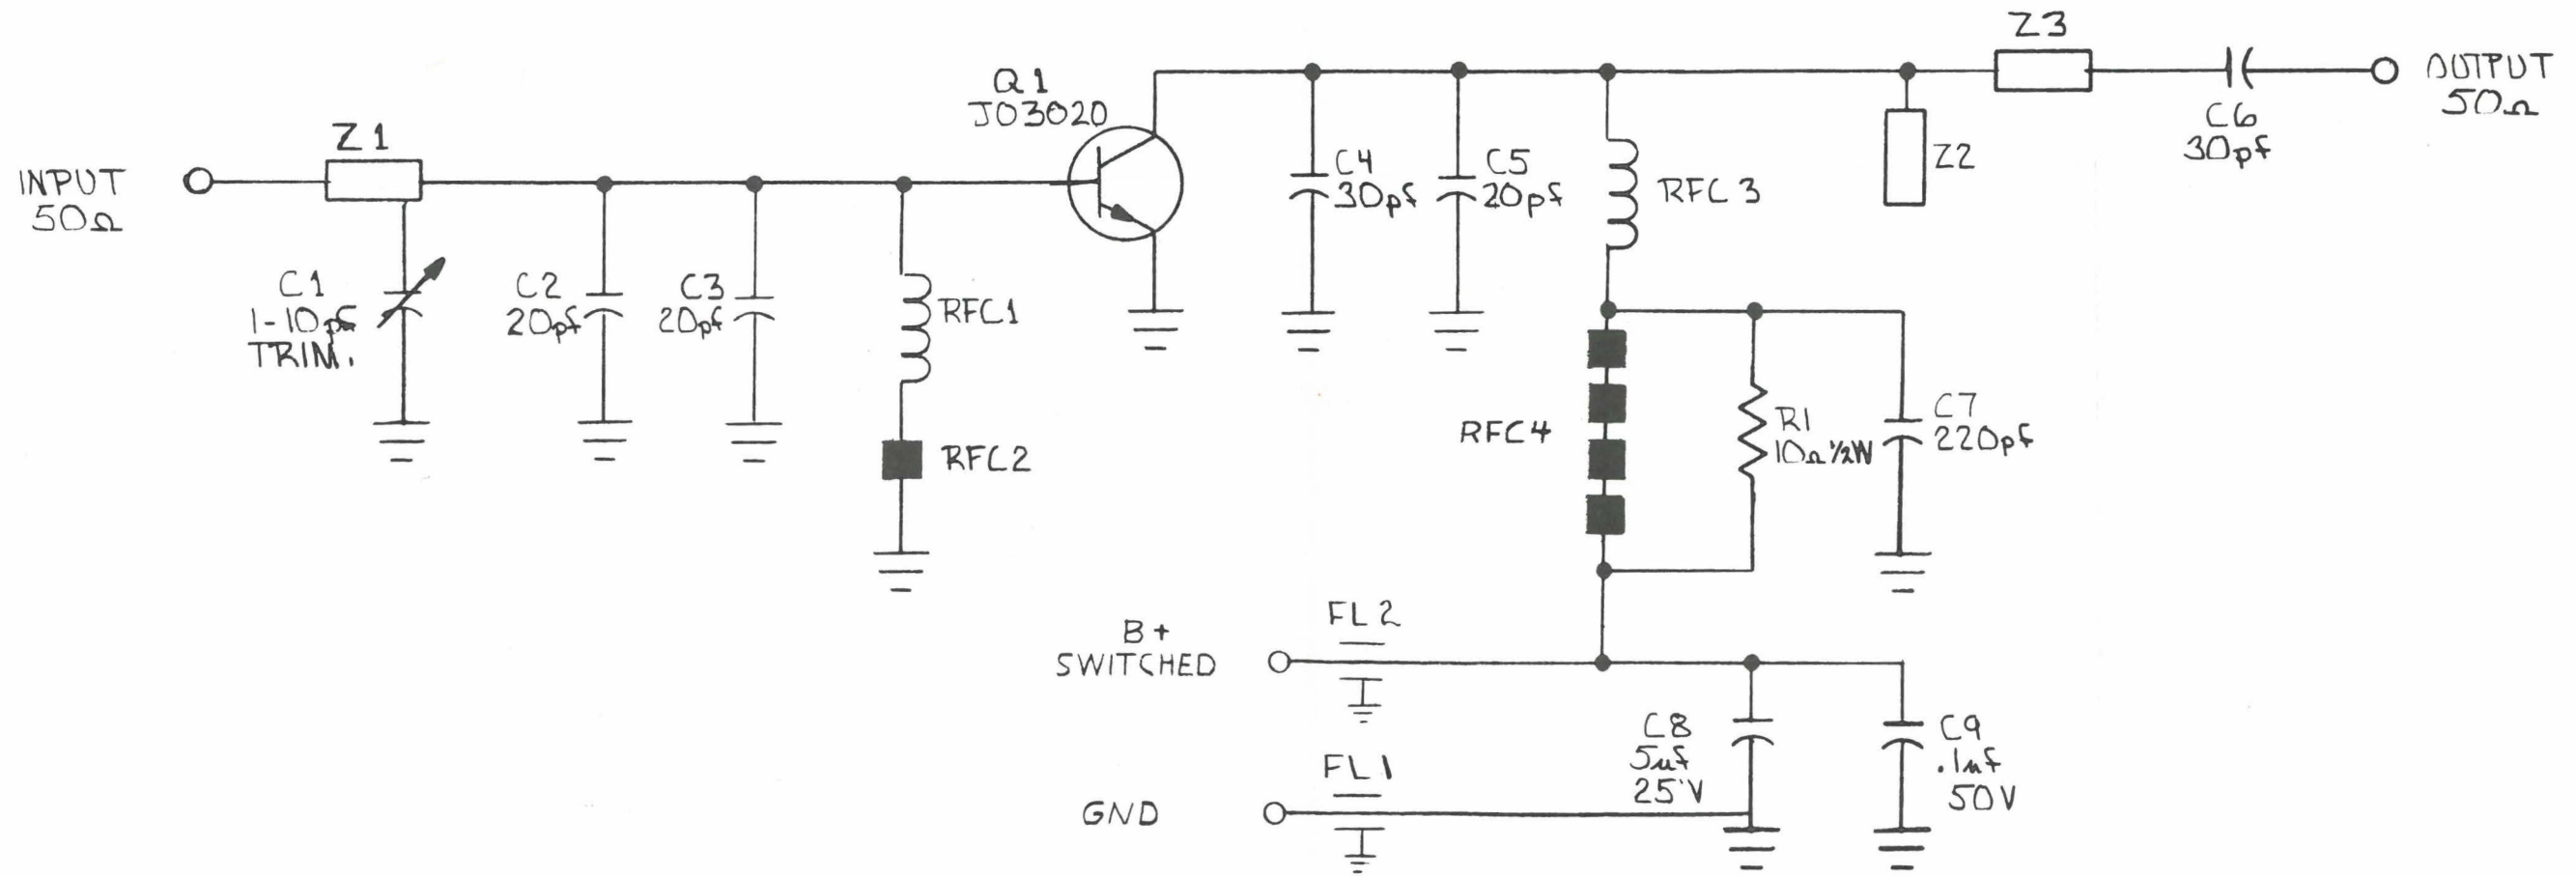 INPUT
50Ω
Z1
C1
1-10pf
TRIM.
C2
20pf
C3
20pf
RFC1
RFC2
Q1
JO3020
C4
30pf
C5
20pf
RFC3
Z2
Z3
C6
30pf
OUTPUT
50Ω
RFC4
R1
10Ω ½W
C7
220pf
B+
SWITCHED
FL2
C8
5uf
25V
C9
.1uf
50V
GND
FL1